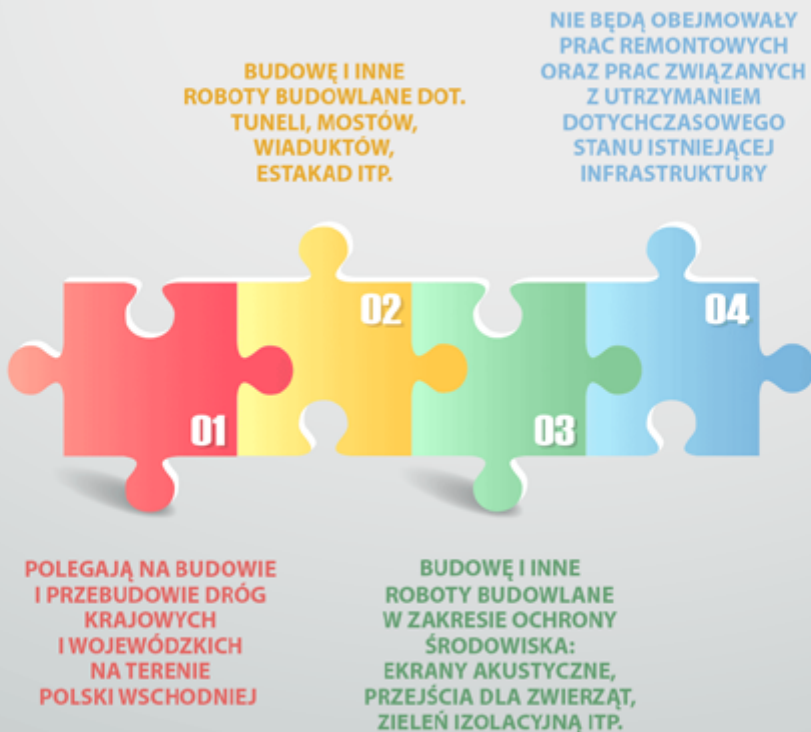 NIE BĘDĄ OBEJMOWAŁY
PRAC REMONTOWYCH
ORAZ PRAC ZWIĄZANYCH
Z UTRZYMANIEM
DOTYCHCZASOWEGO
STANU ISTNIEJĄCEJ
INFRASTRUKTURY
BUDOWĘ I INNE
ROBOTY BUDOWLANE DOT.
TUNELI, MOSTÓW,
WIADUKTÓW,
ESTAKAD ITP.
01
02
03
04
POLEGAJĄ NA BUDOWIE
I PRZEBUDOWIE DRÓG
KRAJOWYCH
I WOJEWÓDZKICH
NA TERENIE
POLSKI WSCHODNIEJ
BUDOWĘ I INNE
ROBOTY BUDOWLANE
W ZAKRESIE OCHRONY
ŚRODOWISKA:
EKRANY AKUSTYCZNE,
PRZEJŚCIA DLA ZWIERZĄT,
ZIELEŃ IZOLACYJNĄ ITP.